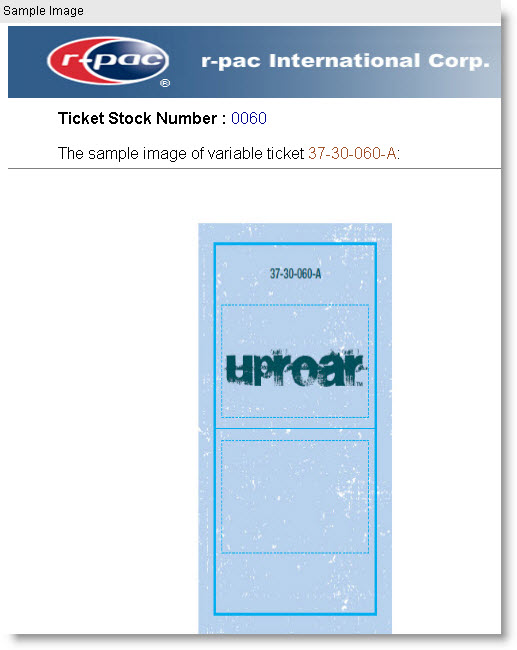 Sample Image
r-pac ®
r-pac International Corp.
Ticket Stock Number : 0060
The sample image of variable ticket 37-30-060-A:
37-30-060-A
uproar™